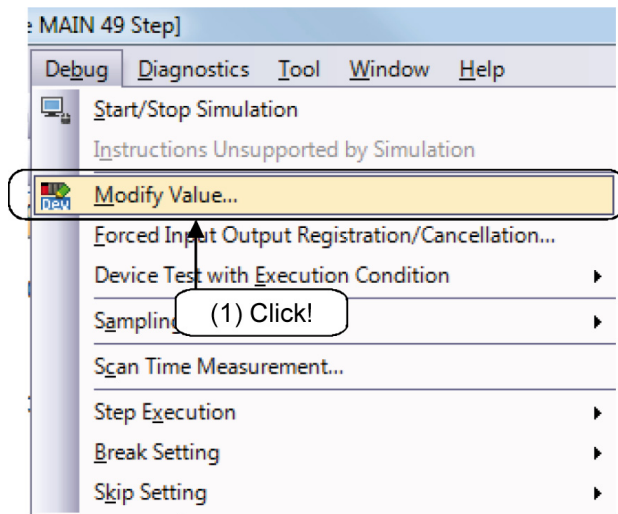 MAIN 49 Step]
Debug Diagnostics Tool Window Help
Start/Stop Simulation
Instructions Unsupported by Simulation
Dev Modify Value...
Forced Input Output Registration/Cancellation...
Device Test with Execution Condition
(1) Click!
Sampling
Scan Time Measurement...
Step Execution
Break Setting
Skip Setting